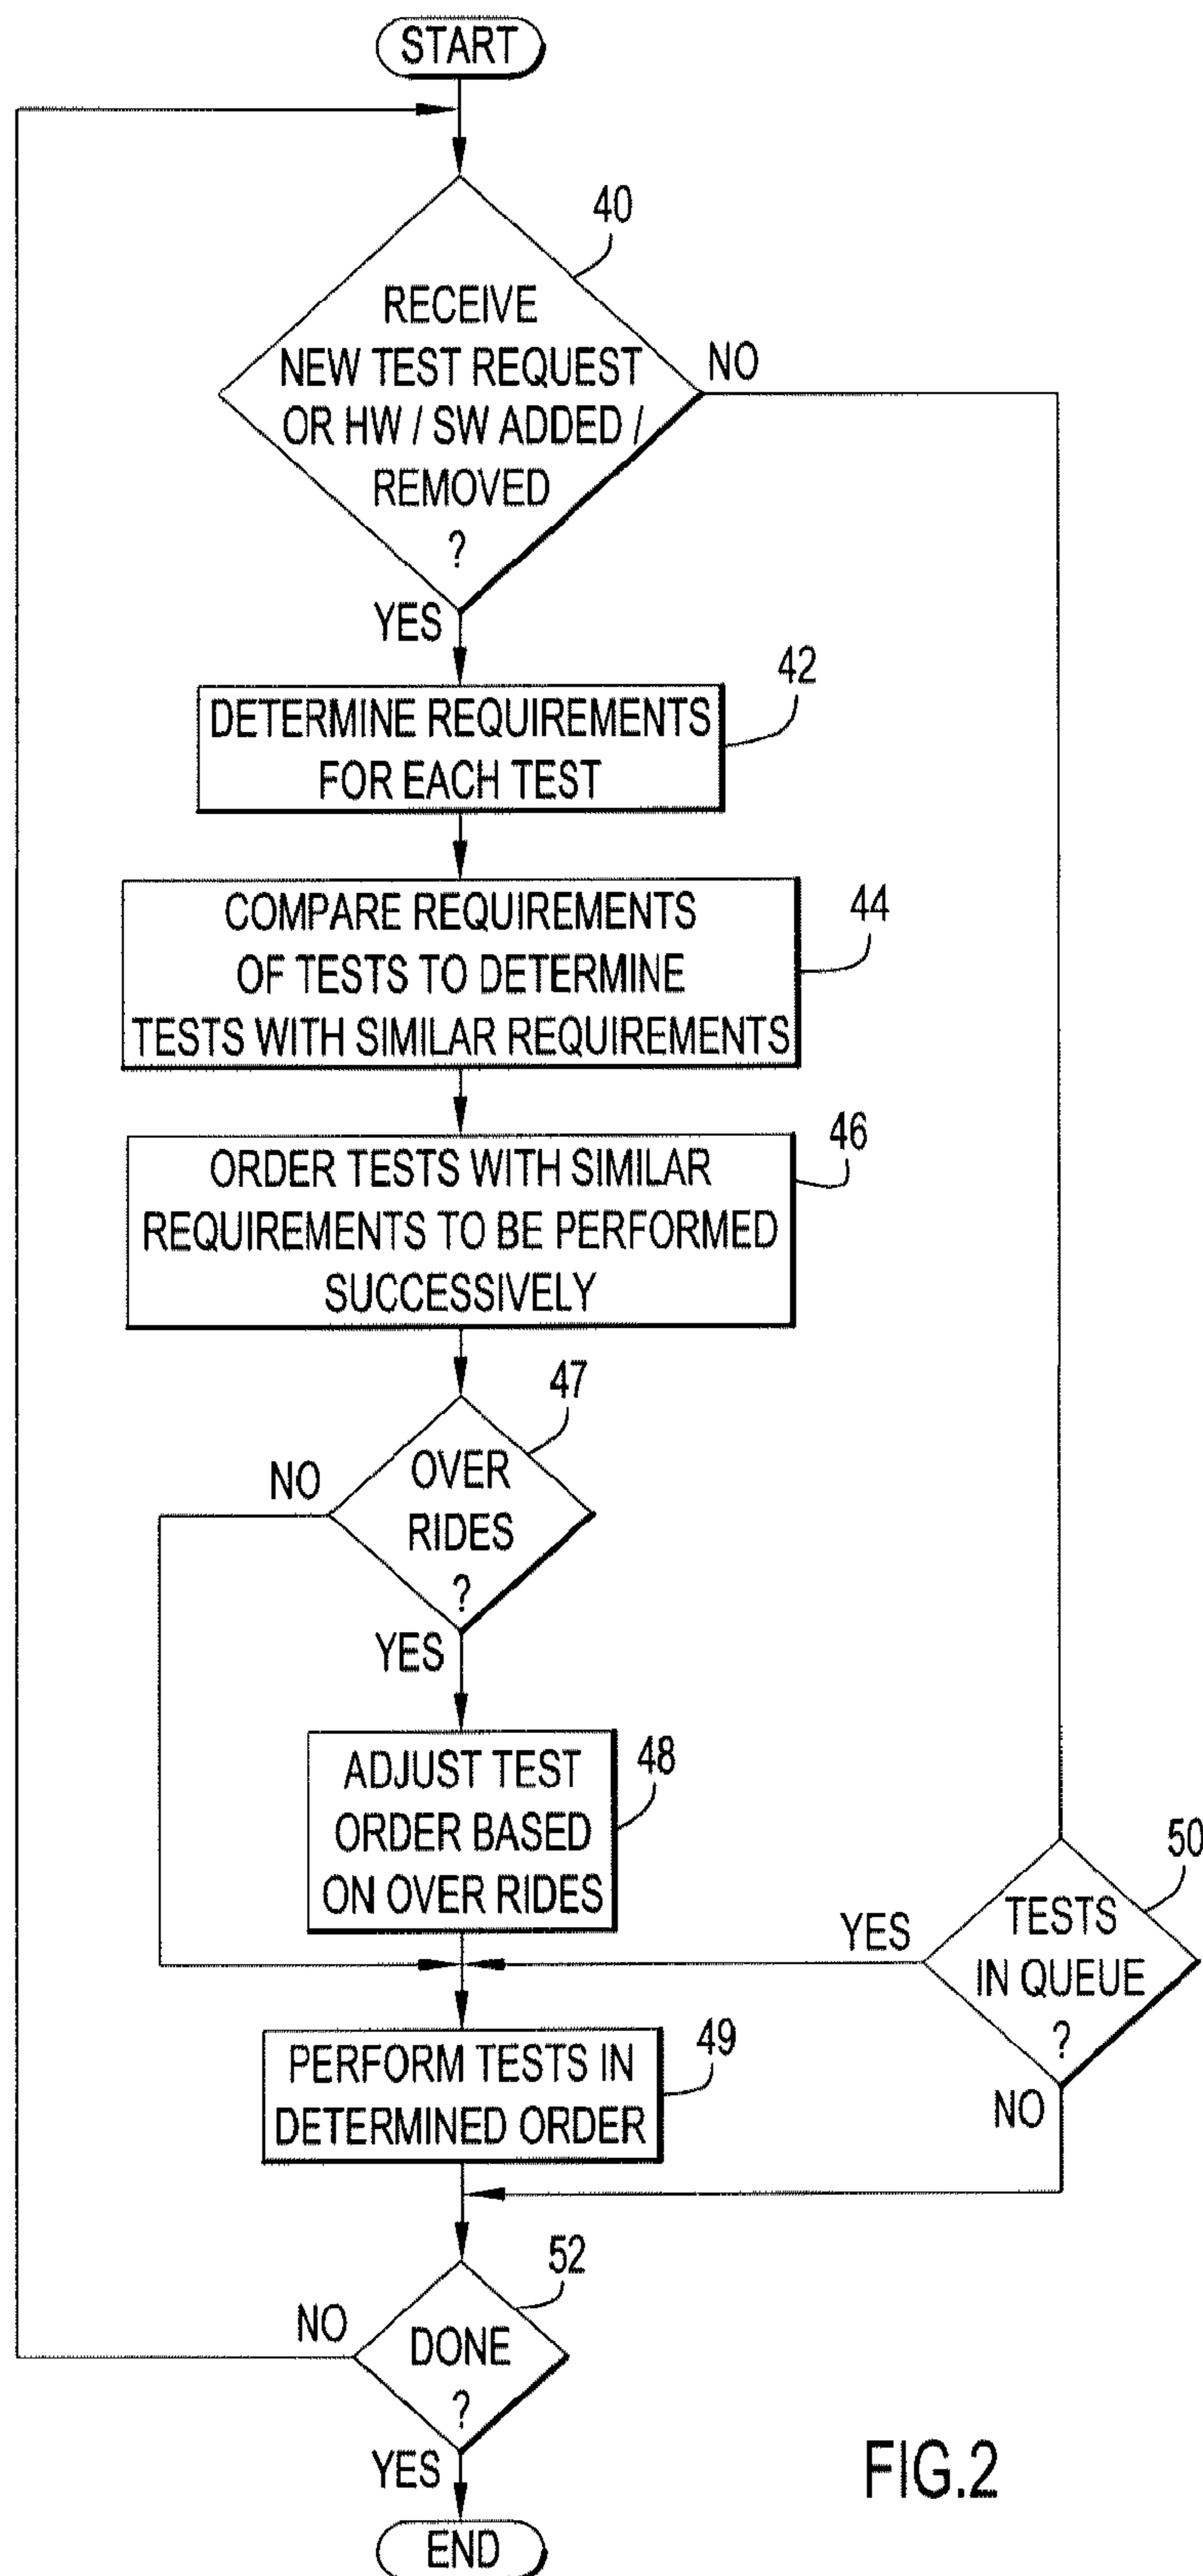 START
40
RECEIVE
NEW TEST REQUEST
OR HW / SW ADDED /
REMOVED
?
NO
YES
42
DETERMINE REQUIREMENTS
FOR EACH TEST
44
COMPARE REQUIREMENTS
OF TESTS TO DETERMINE
TESTS WITH SIMILAR REQUIREMENTS
46
ORDER TESTS WITH SIMILAR
REQUIREMENTS TO BE PERFORMED
SUCCESSIVELY
47
NO
OVER
RIDES
?
YES
48
ADJUST TEST
ORDER BASED
ON OVER RIDES
50
YES
TESTS
IN QUEUE
?
NO
49
PERFORM TESTS IN
DETERMINED ORDER
52
NO
DONE
?
YES
END
FIG.2